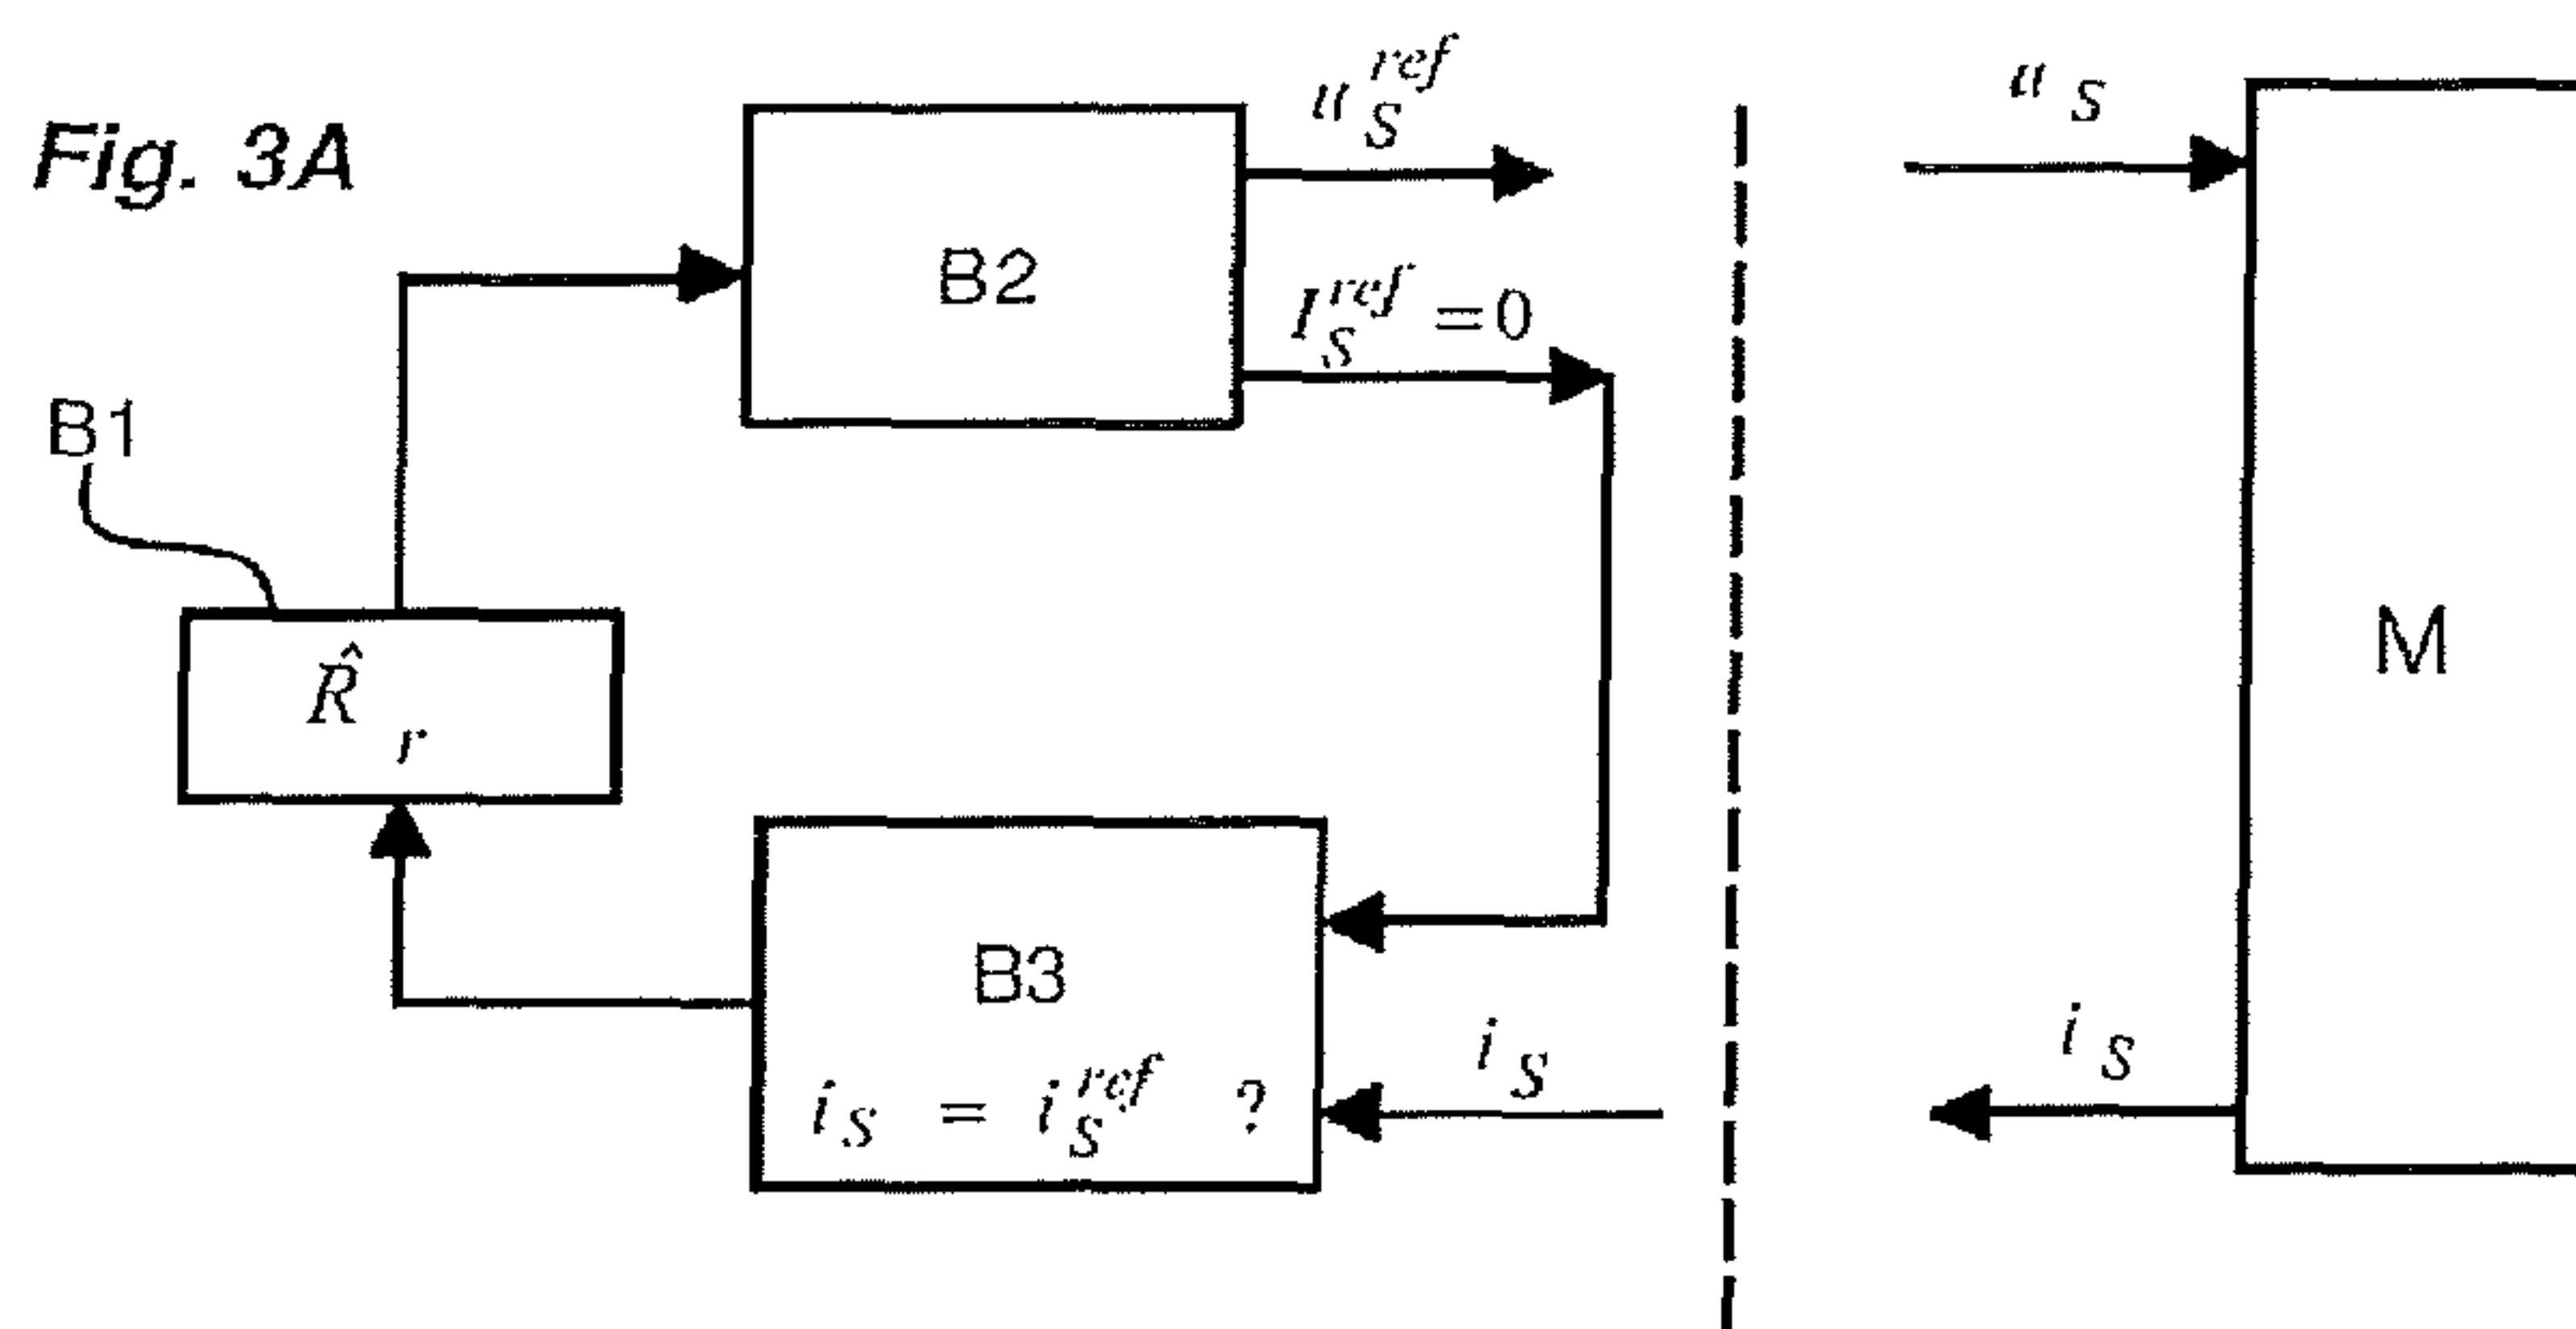 Fig. 3A
u_S^ref
u_S
B2
I_S^ref = 0
B1
R̂_r
M
B3
i_S = i_S^ref ?
i_S
i_S